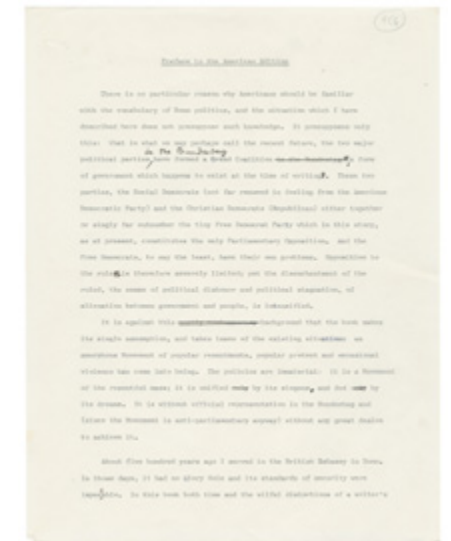 Preface to the American Edition
There is no particular reason why Americans should be familiar
with the vocabulary of Bonn politics, and the situation which I have
described here does not presuppose such knowledge. It presupposes only
this: that in what we may perhaps call the recent future, the two major
in the Bundestag
political parties have formed a Grand Coalition to the Bundestag, a form
of government which happens to exist at the time of writing. These two
parties, the Social Democrats (not far removed in feeling from the American
Democratic Party) and the Christian Democrats (Republican) either together
or singly far outnumber the tiny Free Democrat Party which in this story,
as at present, constitutes the only Parliamentary Opposition, and the
Free Democrats, to say the least, have their own problems. Opposition to
the rule is therefore severely limited; yet the disenchantment of the
ruled, the sense of political dishonor and political stagnation, of
alienation between government and people, is intensified.
It is against this background that the book makes
its single assumption, and takes leave of the existing situation: an
amorphous Movement of popular resentment, popular protest and occasional
violence has come into being. The policies are immaterial: it is a Movement
of the resentful mass; it is unified by its slogans, and fed by
its dreams. It is without official representation in the Bundestag and
(since the Movement is anti-parliamentary anyway) without any great desire
to achieve it.
About five hundred years ago I served in the British Embassy in Bonn.
In those days, it had no glory hole and its standards of security were
impeccable. In this book both time and the wilful distortions of a writer's